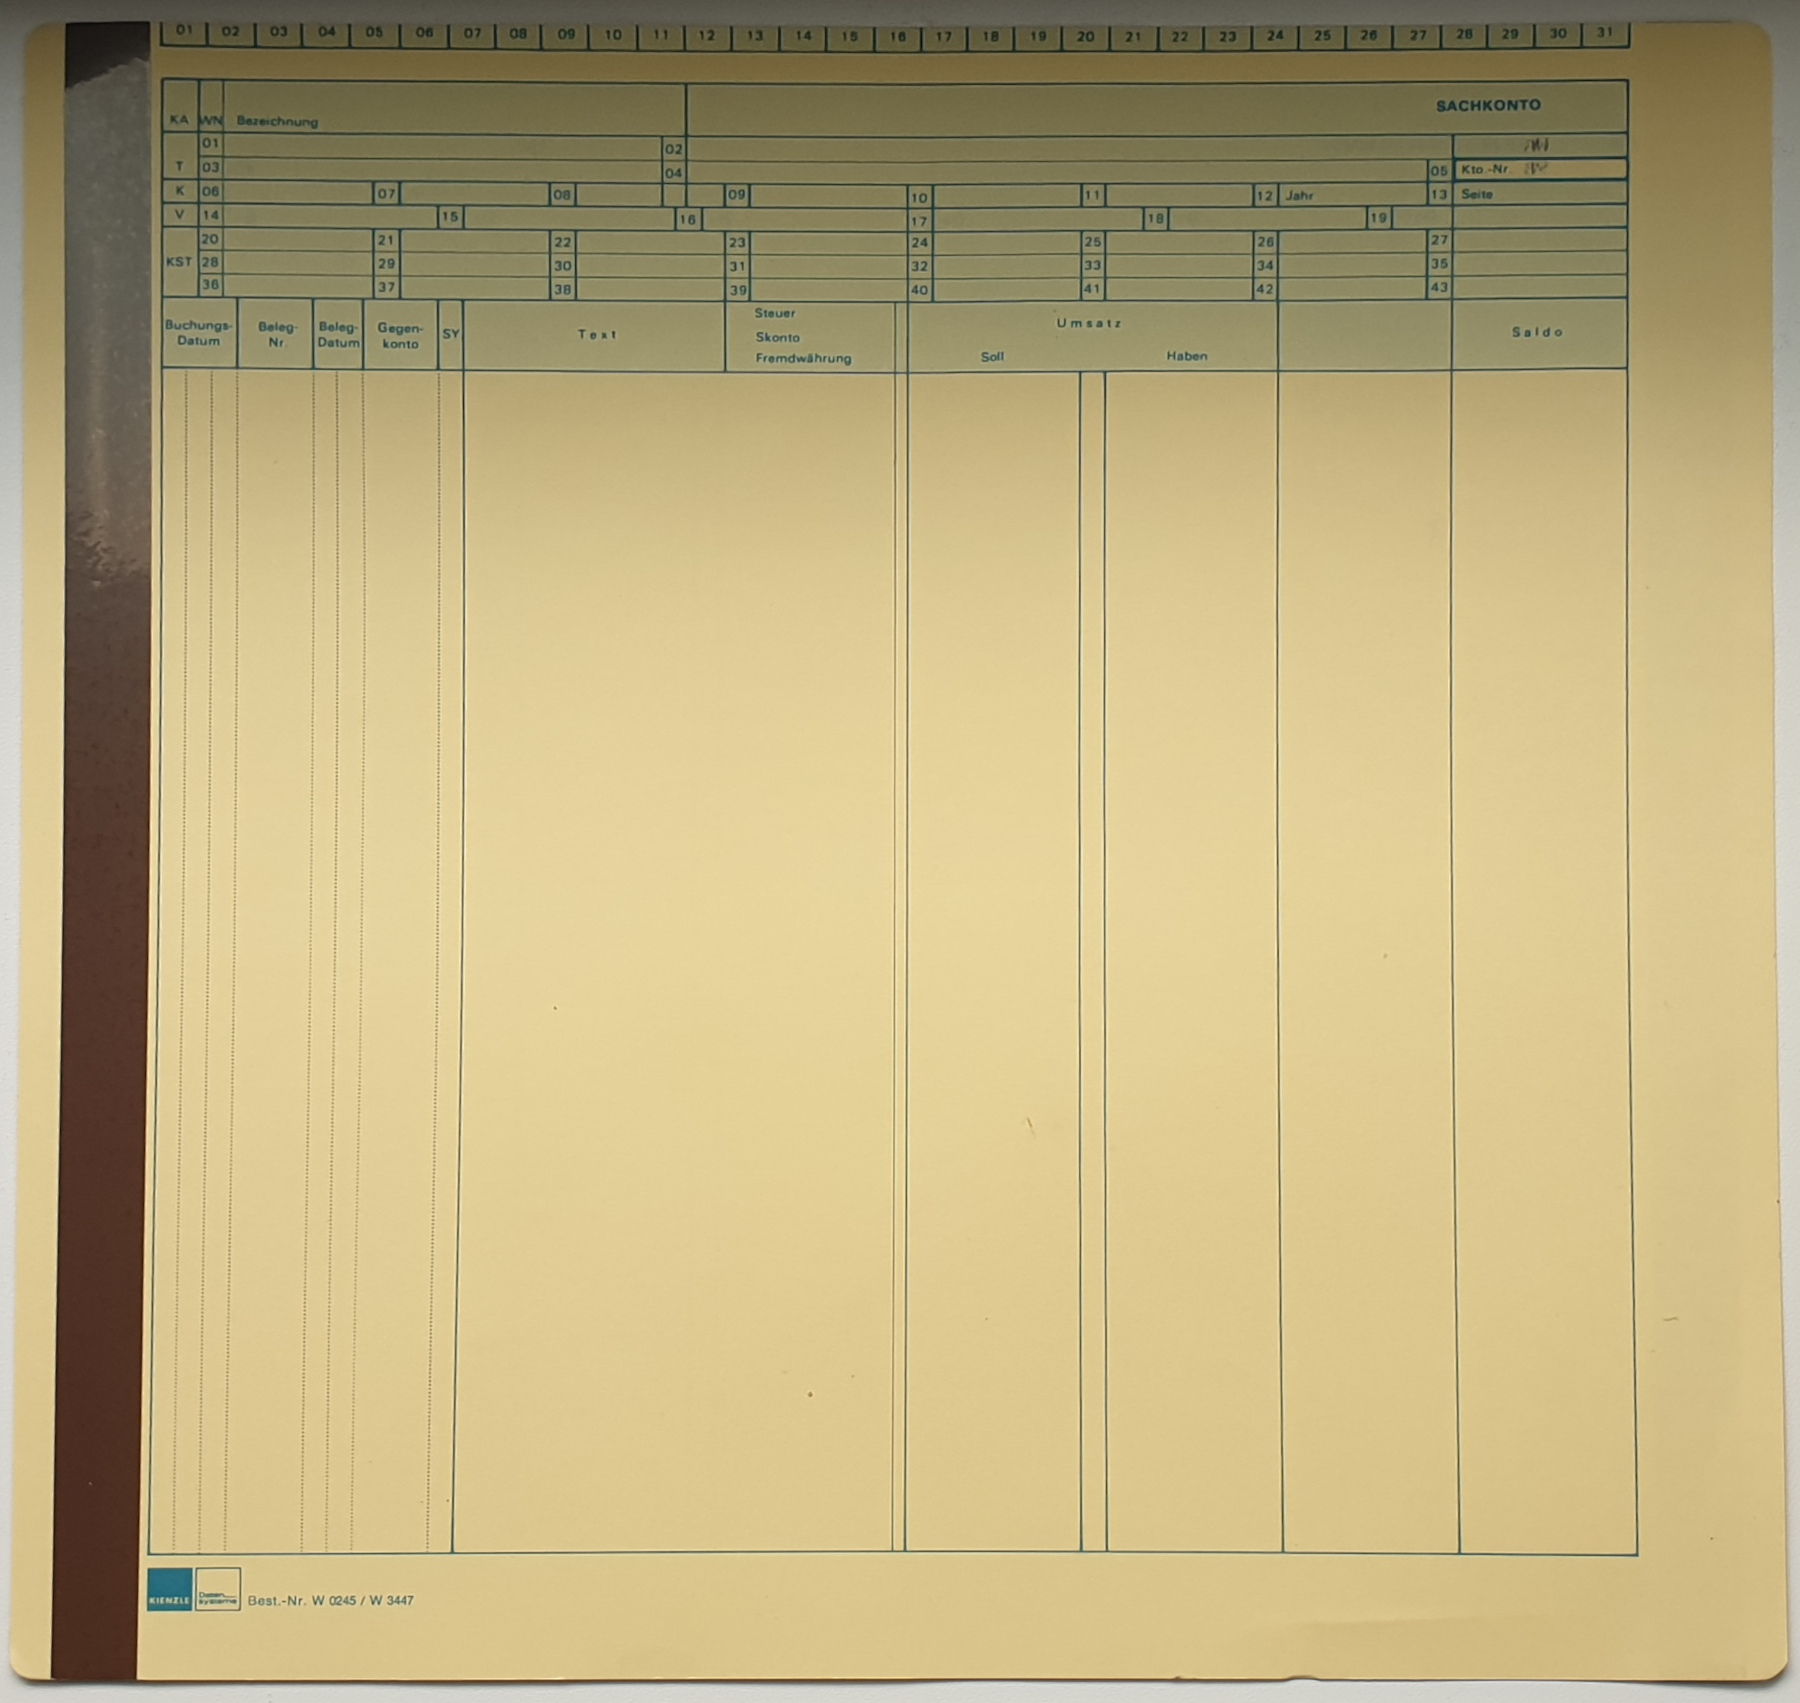 01 02 03 04 05 06 07 08 09 10 11 12 13 14 15 16 17 18 19 20 21 22 23 24 25 26 27 28 29 30 31
SACHKONTO
KA WN Bezeichnung
01 02
T 03 04 05 Kto.-Nr.
K 06 07 08 09 10 11 12 Jahr 13 Seite
V 14 15 16 17 18 19
20 21 22 23 24 25 26 27
KST 28 29 30 31 32 33 34 35
36 37 38 39 40 41 42 43
Buchungs-Datum Beleg-Nr. Beleg-Datum Gegen-konto SY Text Steuer Skonto Fremdwährung Umsatz Soll Haben Saldo
KIENZLE Daten systeme Best.-Nr. W 0245 / W 3447